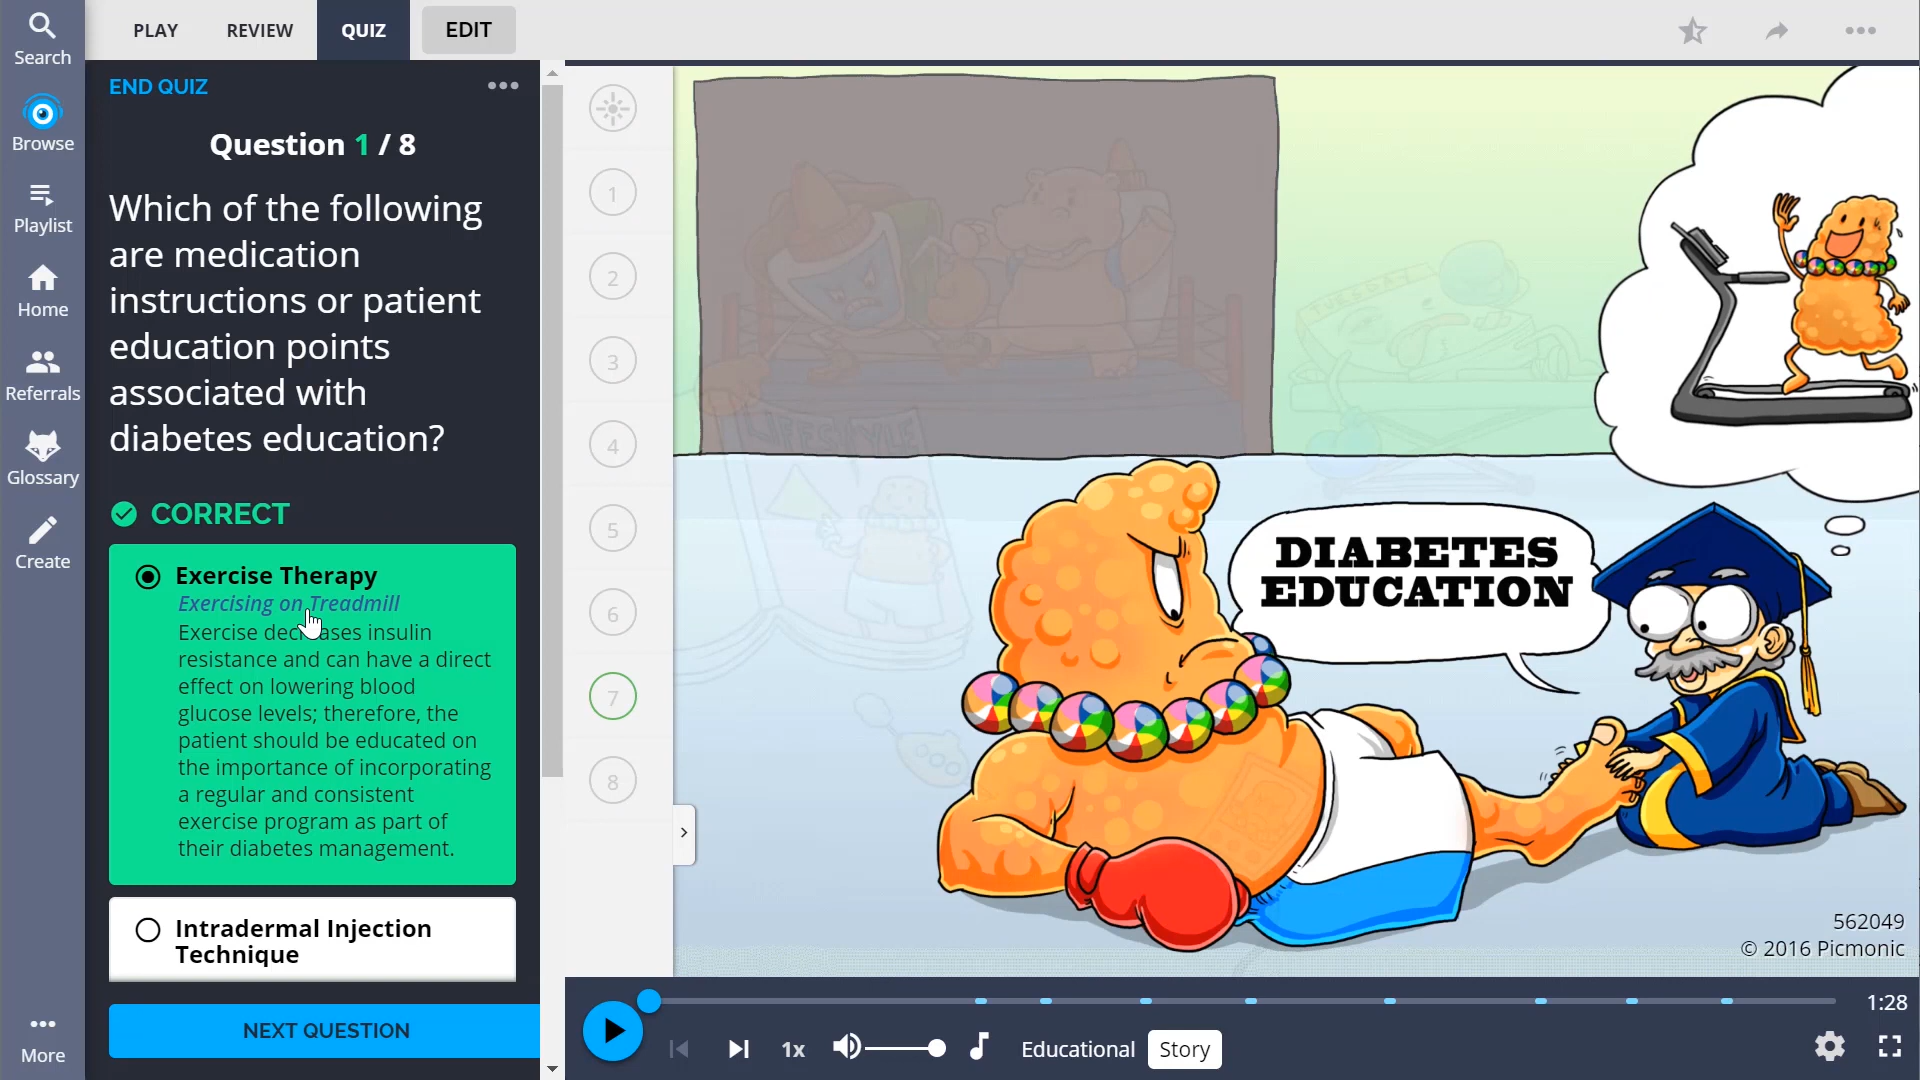 Search
Browse
Playlist
Home
Referrals
Glossary
Create
More
PLAY
REVIEW
QUIZ
EDIT
END QUIZ
Question 1 / 8
Which of the following
are medication
instructions or patient
education points
associated with
diabetes education?
CORRECT
Exercise Therapy
Exercising on Treadmill
Exercise decreases insulin
resistance and can have a direct
effect on lowering blood
glucose levels; therefore, the
patient should be educated on
the importance of incorporating
a regular and consistent
exercise program as part of
their diabetes management.
Intradermal Injection
Technique
NEXT QUESTION
1
2
3
4
5
6
7
8
LIFESTYLE
DIABETES
EDUCATION
562049
© 2016 Picmonic
1:28
1x
Educational
Story